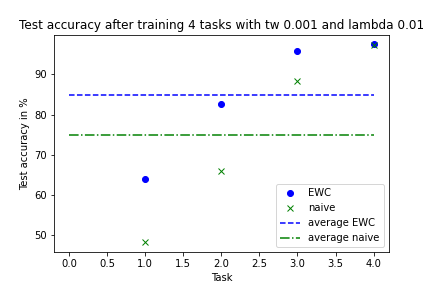 Test accuracy after training 4 tasks with tw 0.001 and lambda 0.01
Test accuracy in %
90
80
70
60
50
EWC
naive
average EWC
average naive
0.0 0.5 1.0 1.5 2.0 2.5 3.0 3.5 4.0
Task